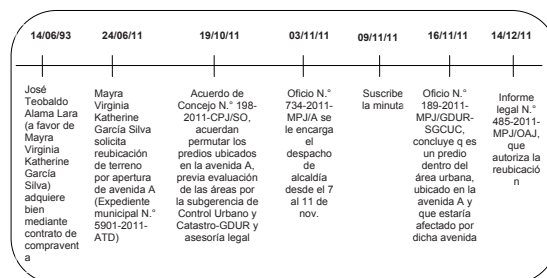 14/06/93
24/06/11
19/10/11
03/11/11
09/11/11
16/11/11
14/12/11
José
Teobaldo
Alama Lara
(a favor de
Mayra
Virginia
Katherine
García
Silva)
adquiere
bien
mediante
contrato de
compravent
a
Mayra
Virginia
Katherine
García Silva
solicita
reubicación
de terreno
por apertura
de avenida A
(Expediente
municipal N.°
5901-2011-
ATD)
Acuerdo de
Concejo N.° 198-
2011-CPJ/SO,
acuerdan
permutar los
predios ubicados
en la avenida A,
previa evaluación
de las áreas por
la subgerencia de
Control Urbano y
Catastro-GDUR y
asesoría legal
Oficio N.°
734-2011-
MPJ/A se
le encarga
el
despacho
de
alcaldía
desde el 7
al 11 de
nov.
Suscribe
la minuta
Oficio N.°
189-2011-
MPJ/GDUR-
SGCUC,
concluye q es
un predio
dentro del
área urbana,
ubicado en la
avenida A y
que estaría
afectado por
dicha avenida
Informe
legal N.°
485-2011-
MPJ/OAJ,
que
autoriza la
reubicació
n